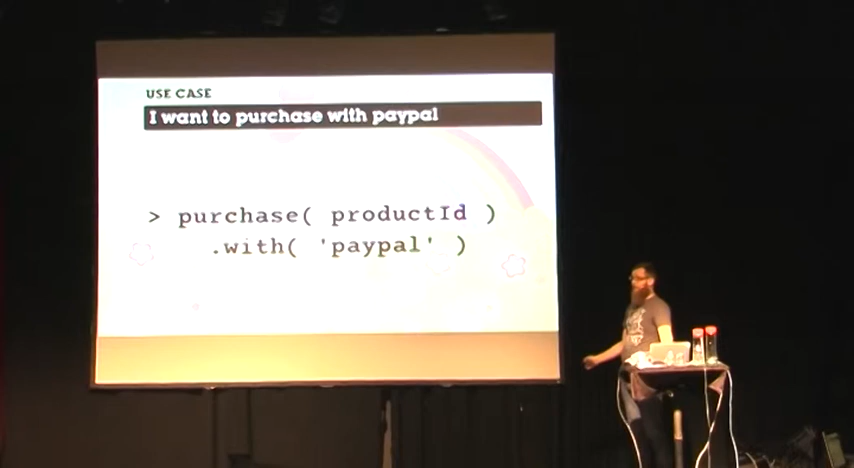 USE CASE
I want to purchase with paypal
> purchase( productId )
.with( 'paypal' )